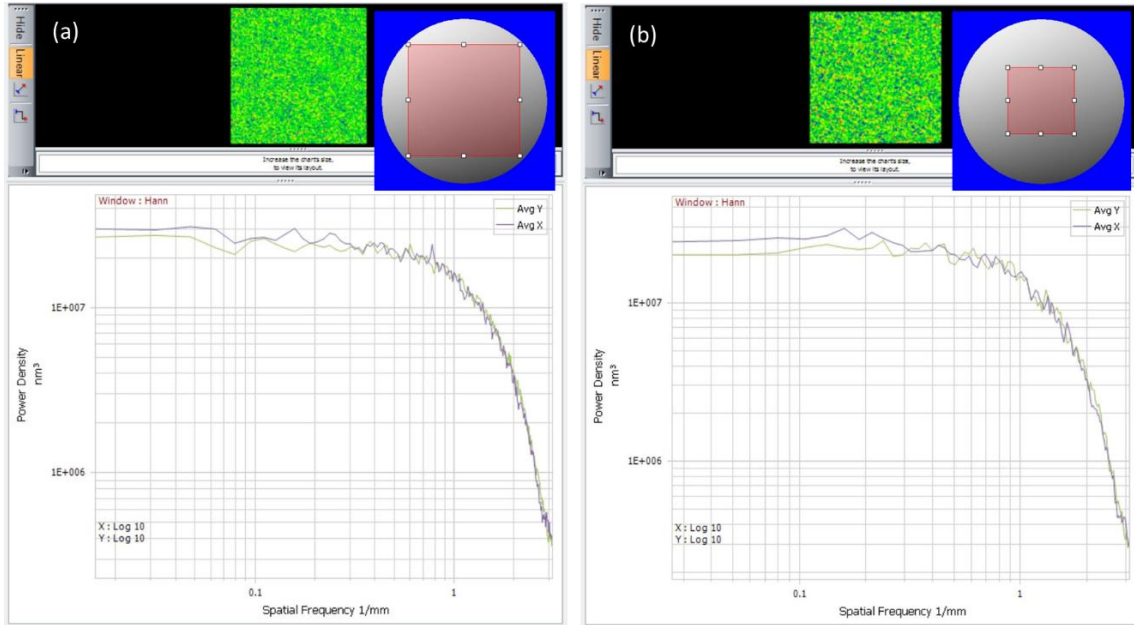 (a)
Hide
Linear
Increase the charts size,
to view its layout.
Window : Hann
Avg Y
Avg X
1E+007
Power Density
nm³
1E+006
X : Log 10
Y : Log 10
0.1
1
Spatial Frequency 1/mm
(b)
Hide
Linear
Increase the charts size,
to view its layout.
Window : Hann
Avg Y
Avg X
1E+007
Power Density
nm³
1E+006
X : Log 10
Y : Log 10
0.1
1
Spatial Frequency 1/mm